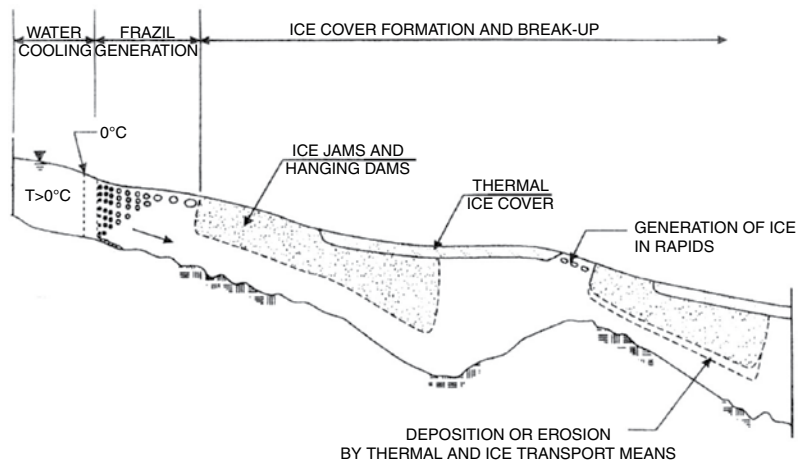 WATER
COOLING
FRAZIL
GENERATION
ICE COVER FORMATION AND BREAK-UP
0°C
T>0°C
ICE JAMS AND
HANGING DAMS
THERMAL
ICE COVER
GENERATION OF ICE
IN RAPIDS
DEPOSITION OR EROSION
BY THERMAL AND ICE TRANSPORT MEANS